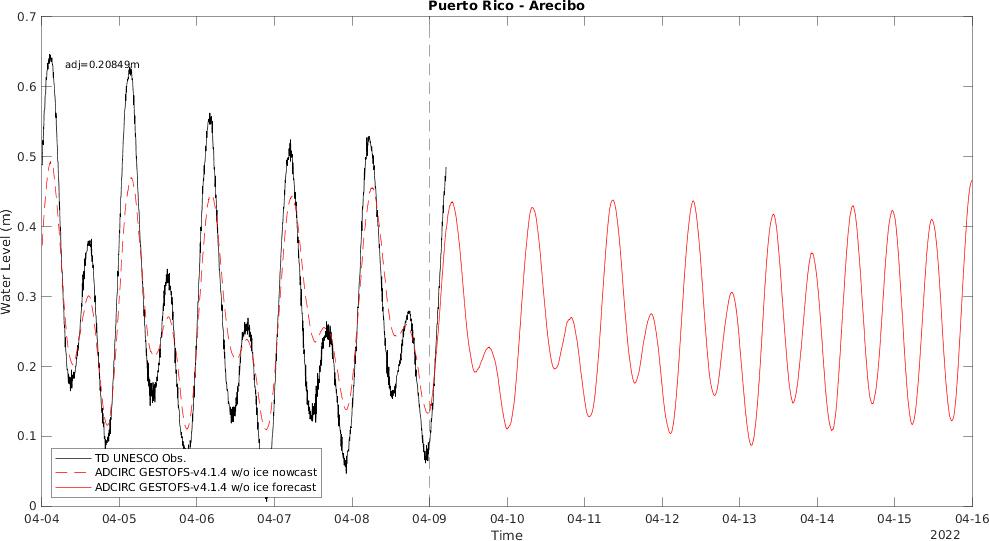 Puerto Rico - Arecibo
0.7
adj=0.20849m
0.6
0.5
0.4
Water Level (m)
0.3
0.2
0.1
0
TD UNESCO Obs.
ADCIRC GESTOFS-v4.1.4 w/o ice nowcast
ADCIRC GESTOFS-v4.1.4 w/o ice forecast
04-04 04-05 04-06 04-07 04-08 04-09 04-10 04-11 04-12 04-13 04-14 04-15 04-16
Time
2022